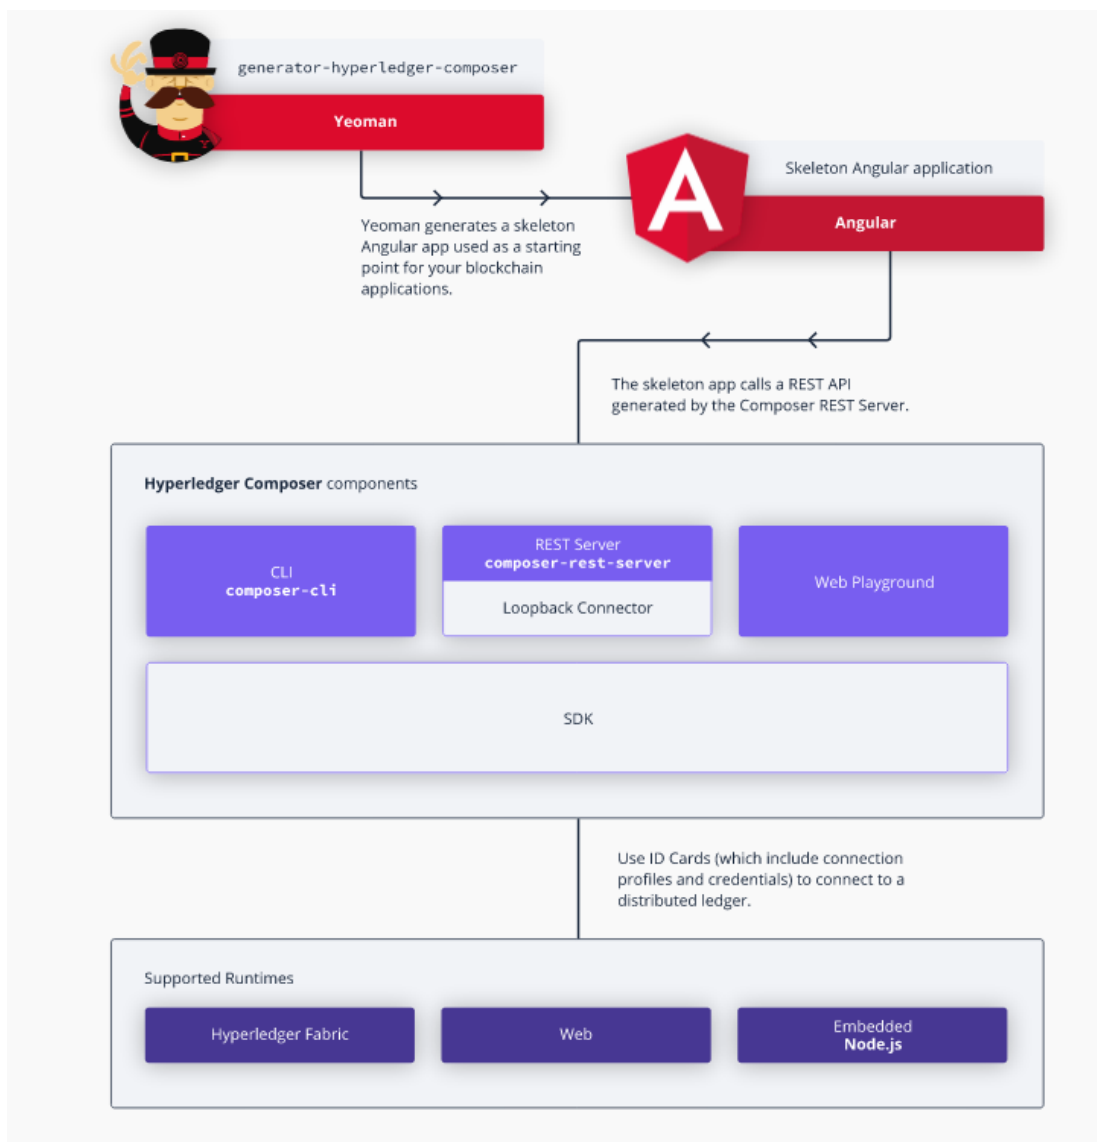 generator-hyperledger-composer
Yeoman
Skeleton Angular application
Angular
Yeoman generates a skeleton
Angular app used as a starting
point for your blockchain
applications.
The skeleton app calls a REST API
generated by the Composer REST Server.
Hyperledger Composer components
CLI
composer-cli
REST Server
composer-rest-server
Loopback Connector
Web Playground
SDK
Use ID Cards (which include connection
profiles and credentials) to connect to a
distributed ledger.
Supported Runtimes
Hyperledger Fabric
Web
Embedded
Node.js